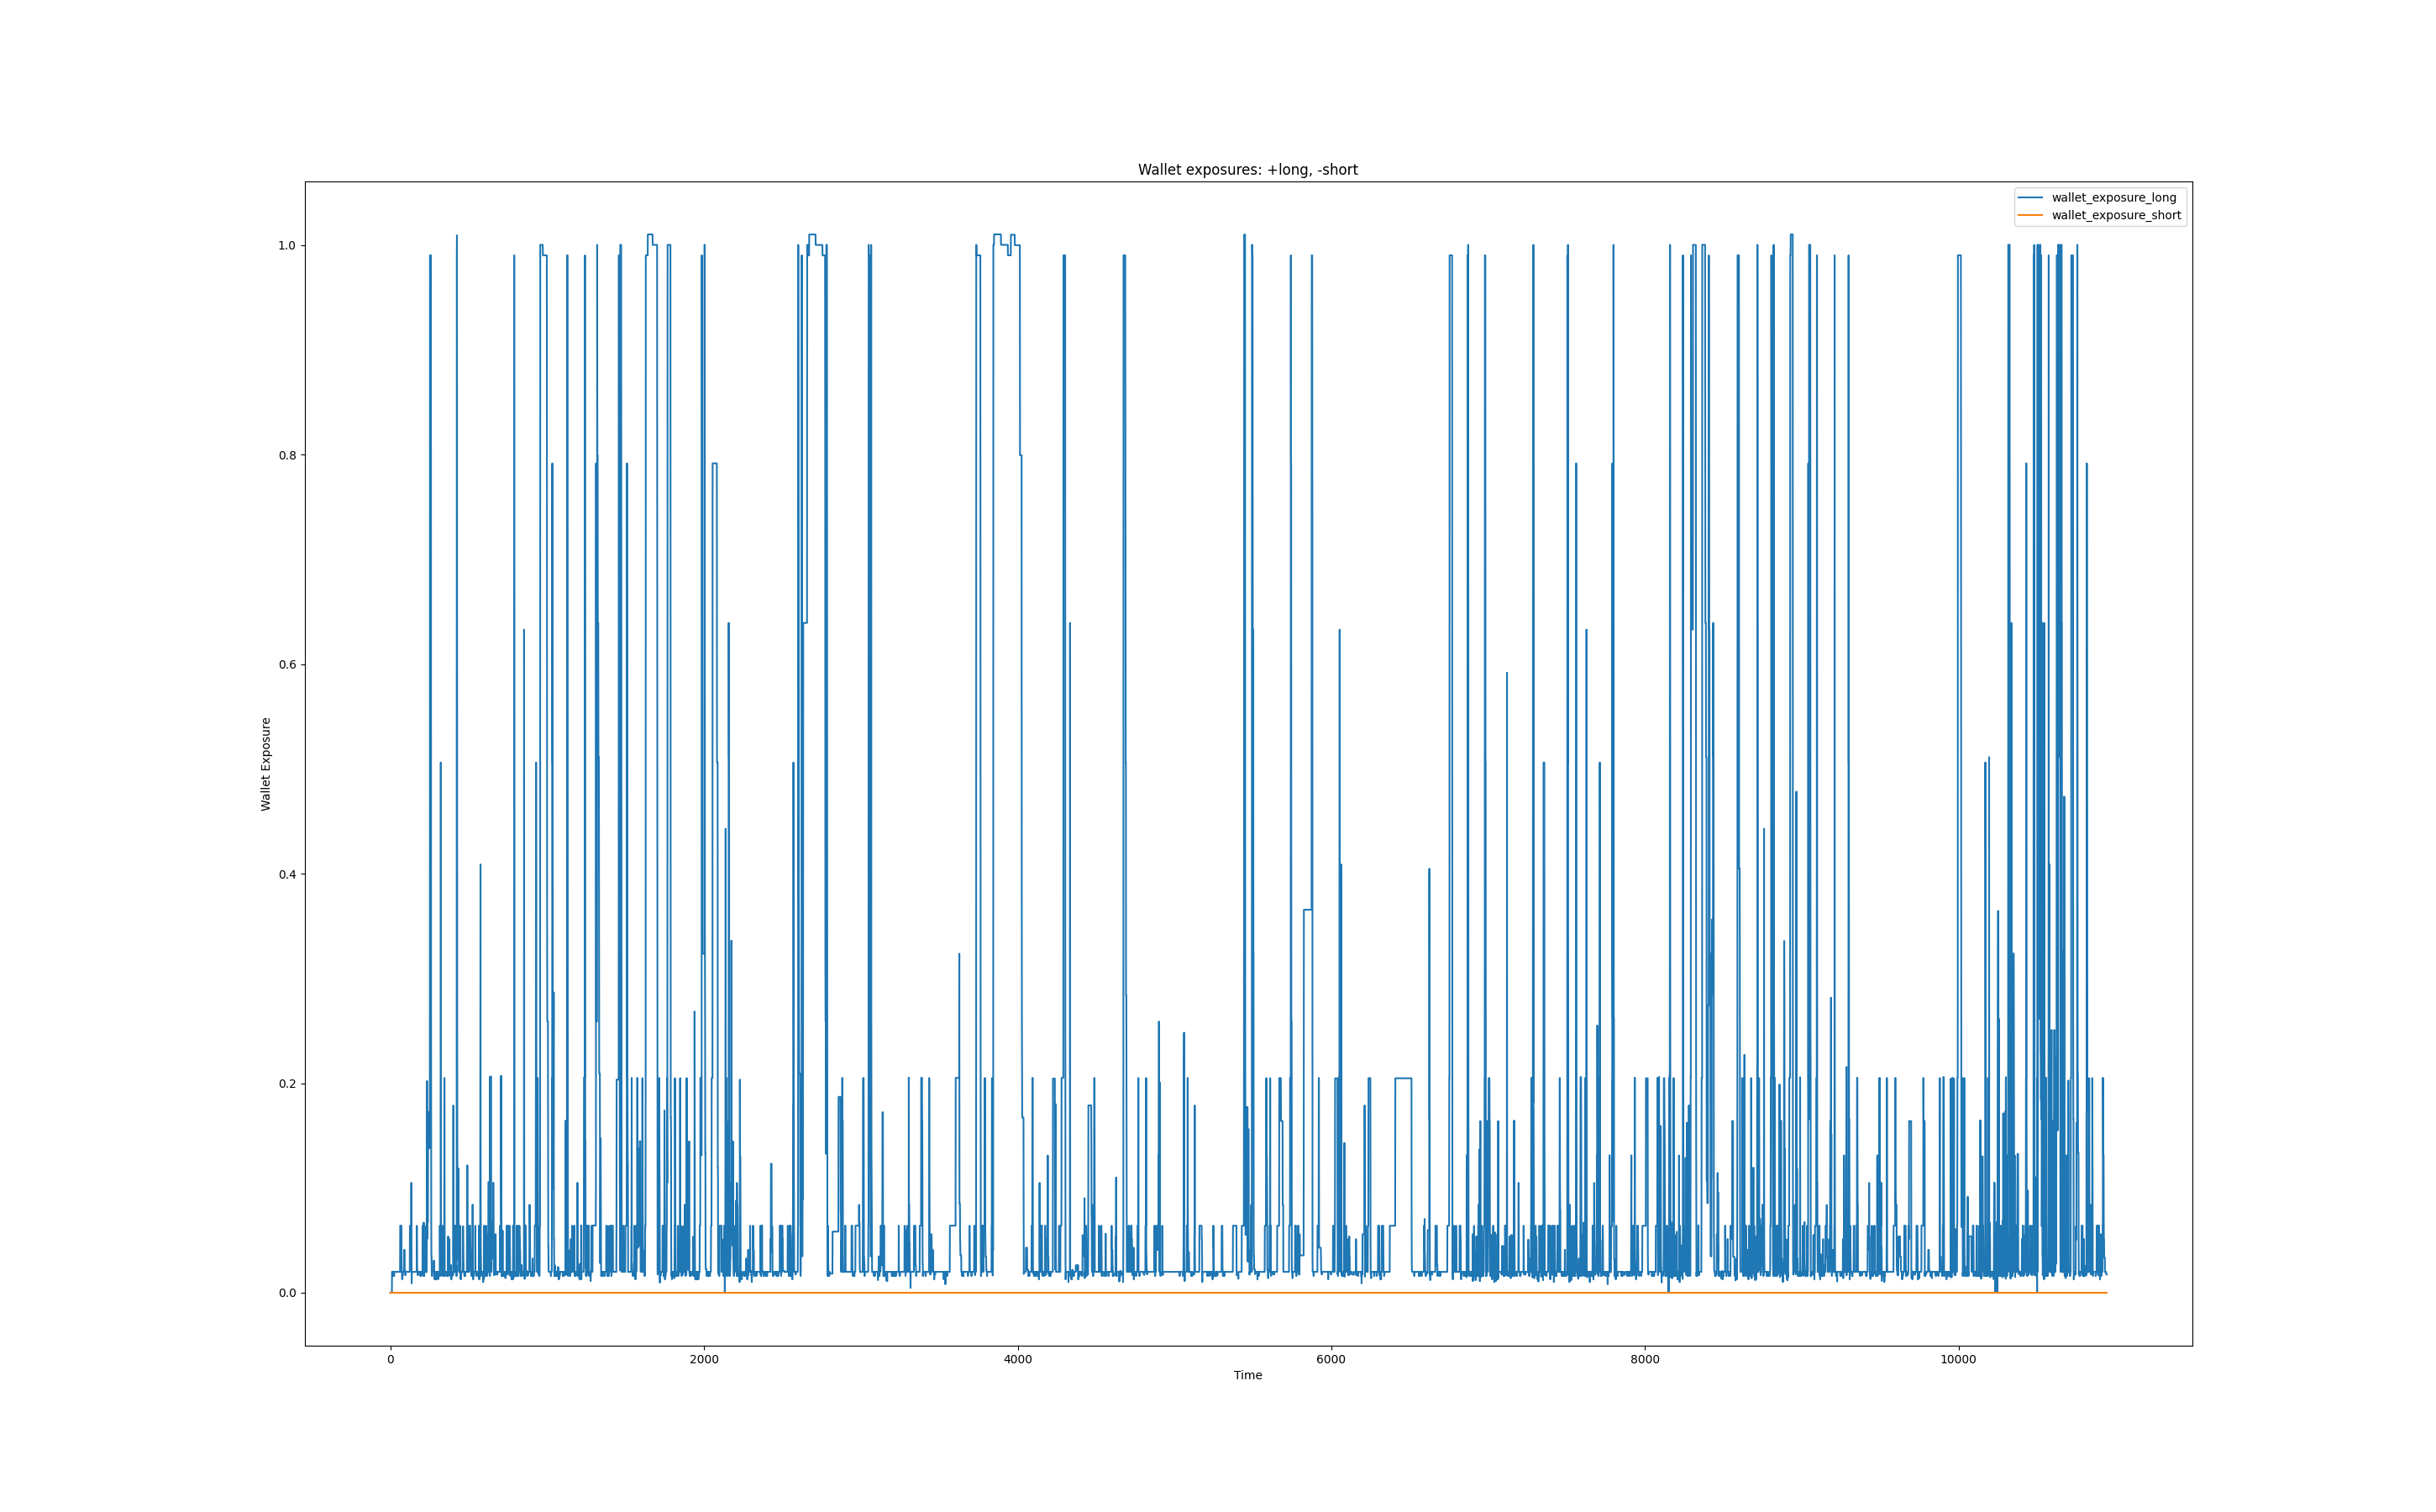 Wallet exposures: +long, -short
wallet_exposure_long
wallet_exposure_short
1.0
0.8
0.6
0.4
0.2
0.0
Wallet Exposure
0 2000 4000 6000 8000 10000
Time